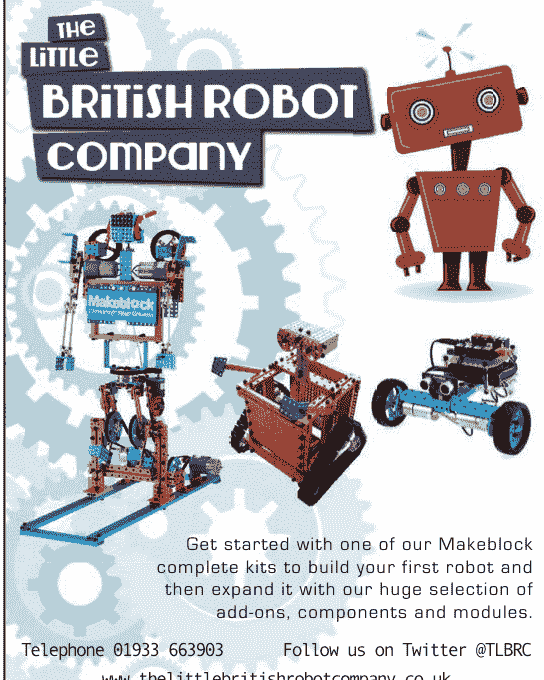 THE
LiTTLE
BRiTiSH ROBOT
COMPANY
Makeblock
Get started with one of our Makeblock
complete kits to build your first robot and
then expand it with our huge selection of
add-ons, components and modules.
Telephone 01933 663903 Follow us on Twitter @TLBRC
www.thelittlebritishrobotcompany.co.uk